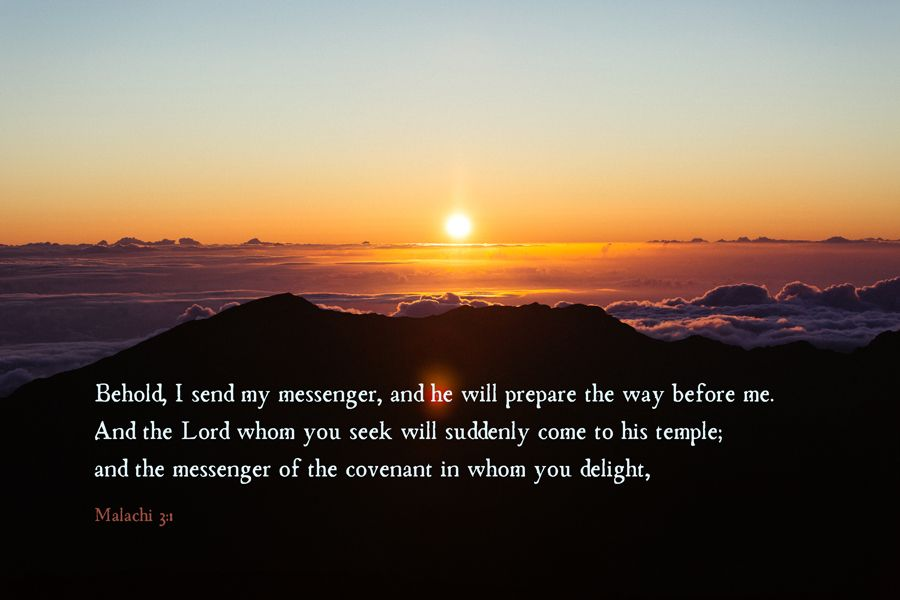 Behold, I send my messenger, and he will prepare the way before me.
And the Lord whom you seek will suddenly come to his temple;
and the messenger of the covenant in whom you delight,
Malachi 3:1